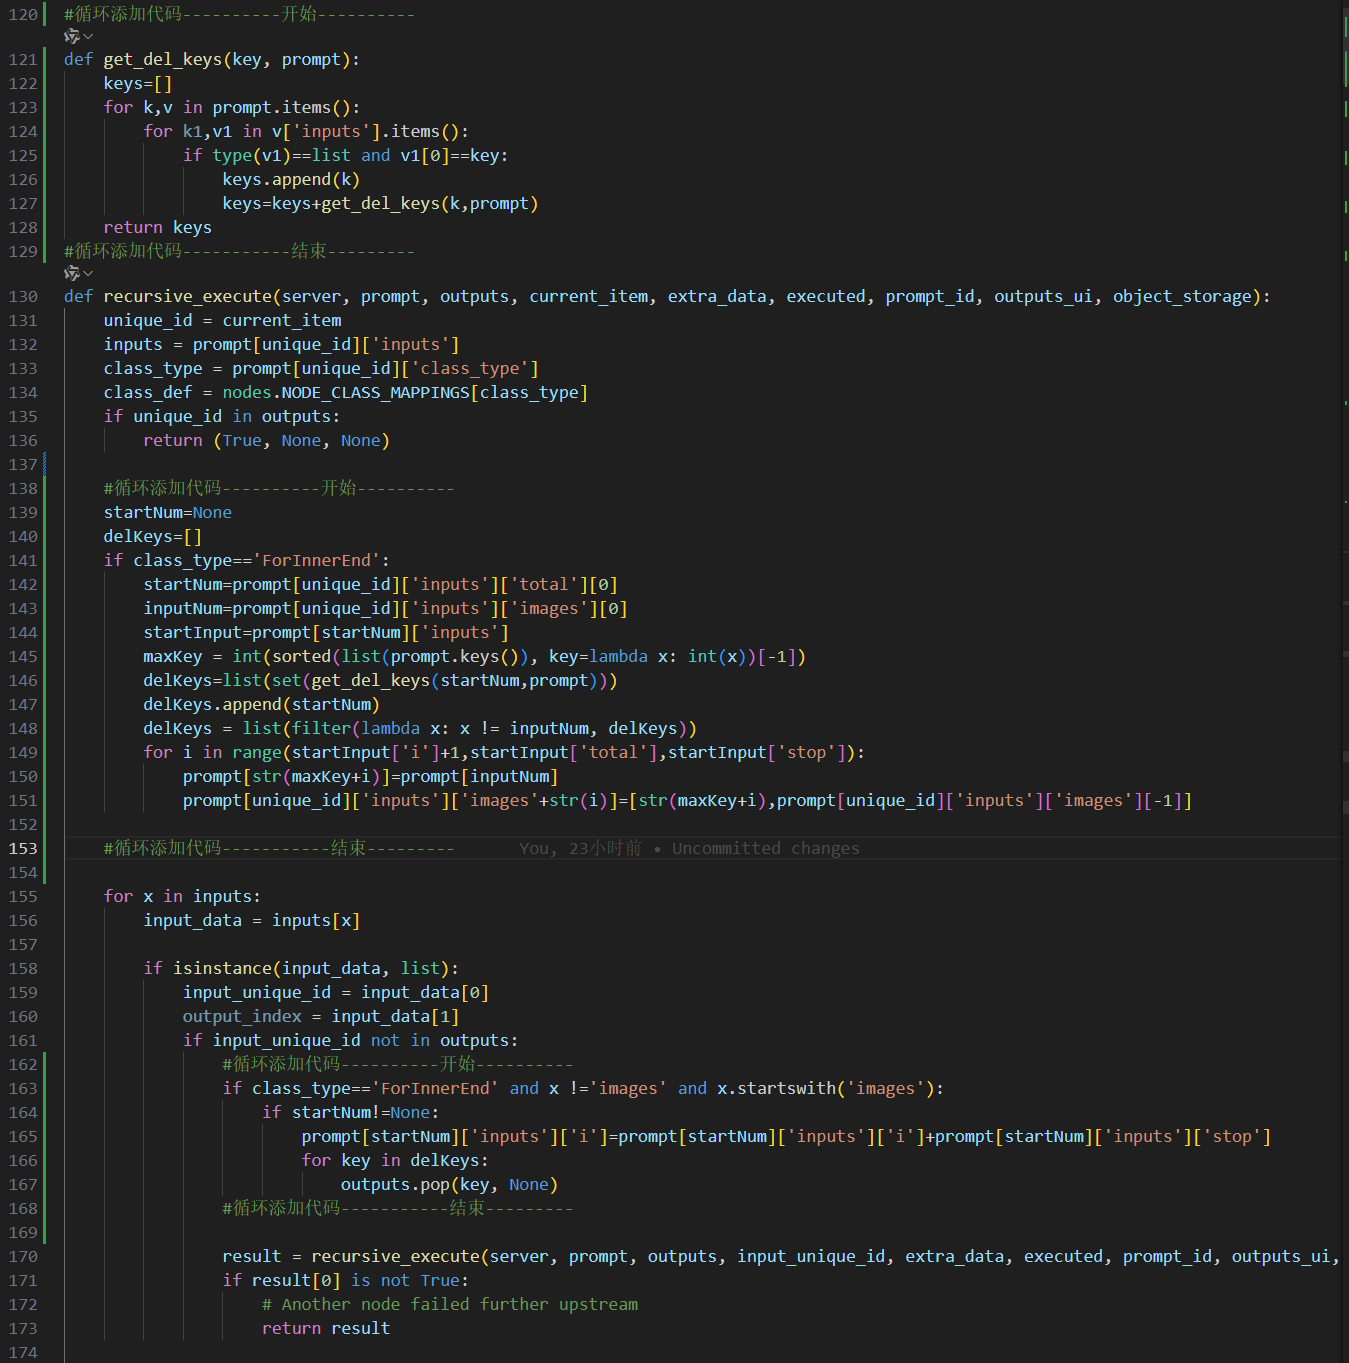 120 #循环添加代码----------开始----------
121 def get_del_keys(key, prompt):
122     keys=[]
123     for k,v in prompt.items():
124         for k1,v1 in v['inputs'].items():
125             if type(v1)==list and v1[0]==key:
126                 keys.append(k)
127                 keys=keys+get_del_keys(k,prompt)
128     return keys
129 #循环添加代码-----------结束---------
130 def recursive_execute(server, prompt, outputs, current_item, extra_data, executed, prompt_id, outputs_ui, object_storage):
131     unique_id = current_item
132     inputs = prompt[unique_id]['inputs']
133     class_type = prompt[unique_id]['class_type']
134     class_def = nodes.NODE_CLASS_MAPPINGS[class_type]
135     if unique_id in outputs:
136         return (True, None, None)
137
138     #循环添加代码----------开始----------
139     startNum=None
140     delKeys=[]
141     if class_type=='ForInnerEnd':
142         startNum=prompt[unique_id]['inputs']['total'][0]
143         inputNum=prompt[unique_id]['inputs']['images'][0]
144         startInput=prompt[startNum]['inputs']
145         maxKey = int(sorted(list(prompt.keys()), key=lambda x: int(x))[-1])
146         delKeys=list(set(get_del_keys(startNum,prompt)))
147         delKeys.append(startNum)
148         delKeys = list(filter(lambda x: x != inputNum, delKeys))
149         for i in range(startInput['i']+1,startInput['total'],startInput['stop']):
150             prompt[str(maxKey+i)]=prompt[inputNum]
151             prompt[unique_id]['inputs']['images'+str(i)]=[str(maxKey+i),prompt[unique_id]['inputs']['images'][-1]]
152
153     #循环添加代码-----------结束---------    You, 23小时前 • Uncommitted changes
154
155     for x in inputs:
156         input_data = inputs[x]
157
158         if isinstance(input_data, list):
159             input_unique_id = input_data[0]
160             output_index = input_data[1]
161             if input_unique_id not in outputs:
162                 #循环添加代码----------开始----------
163                 if class_type=='ForInnerEnd' and x !='images' and x.startswith('images'):
164                     if startNum!=None:
165                         prompt[startNum]['inputs']['i']=prompt[startNum]['inputs']['i']+prompt[startNum]['inputs']['stop']
166                         for key in delKeys:
167                             outputs.pop(key, None)
168                 #循环添加代码-----------结束---------
169
170                 result = recursive_execute(server, prompt, outputs, input_unique_id, extra_data, executed, prompt_id, outputs_ui,
171                 if result[0] is not True:
172                     # Another node failed further upstream
173                     return result
174